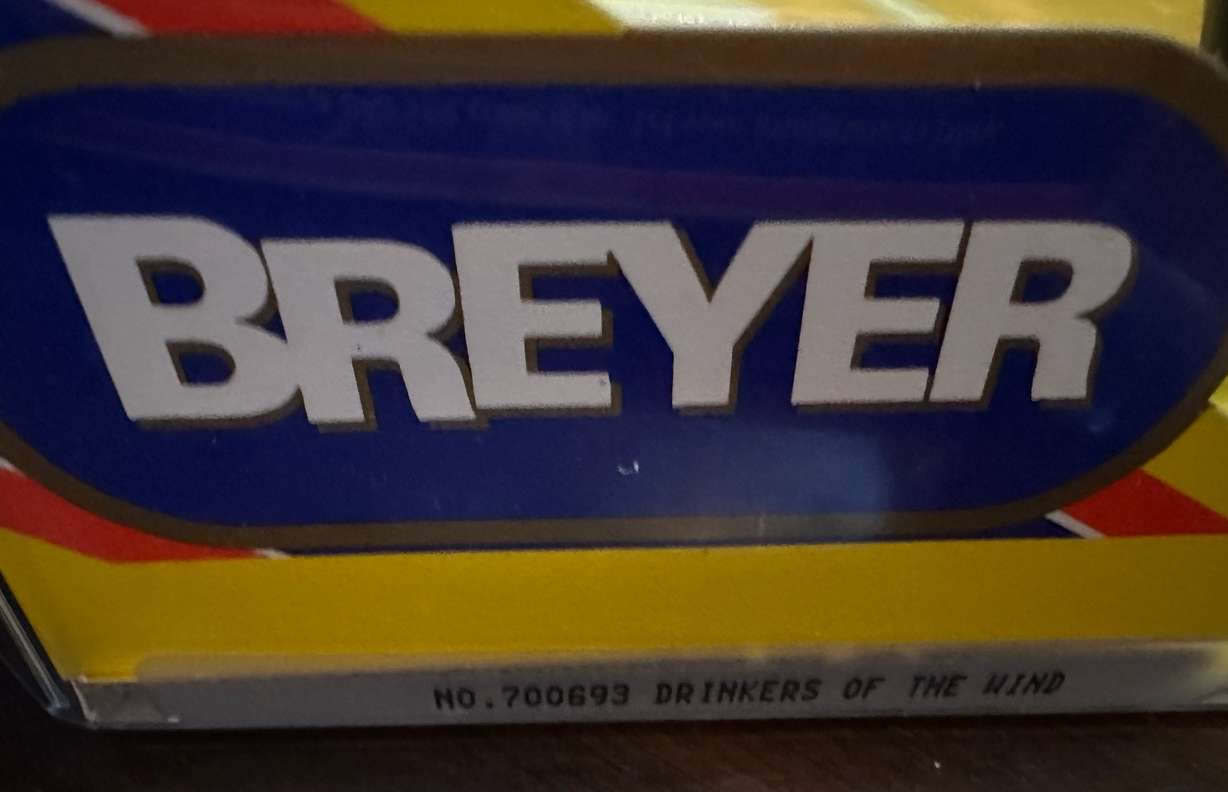 BREYER
NO.700693 DRINKERS OF THE WIND